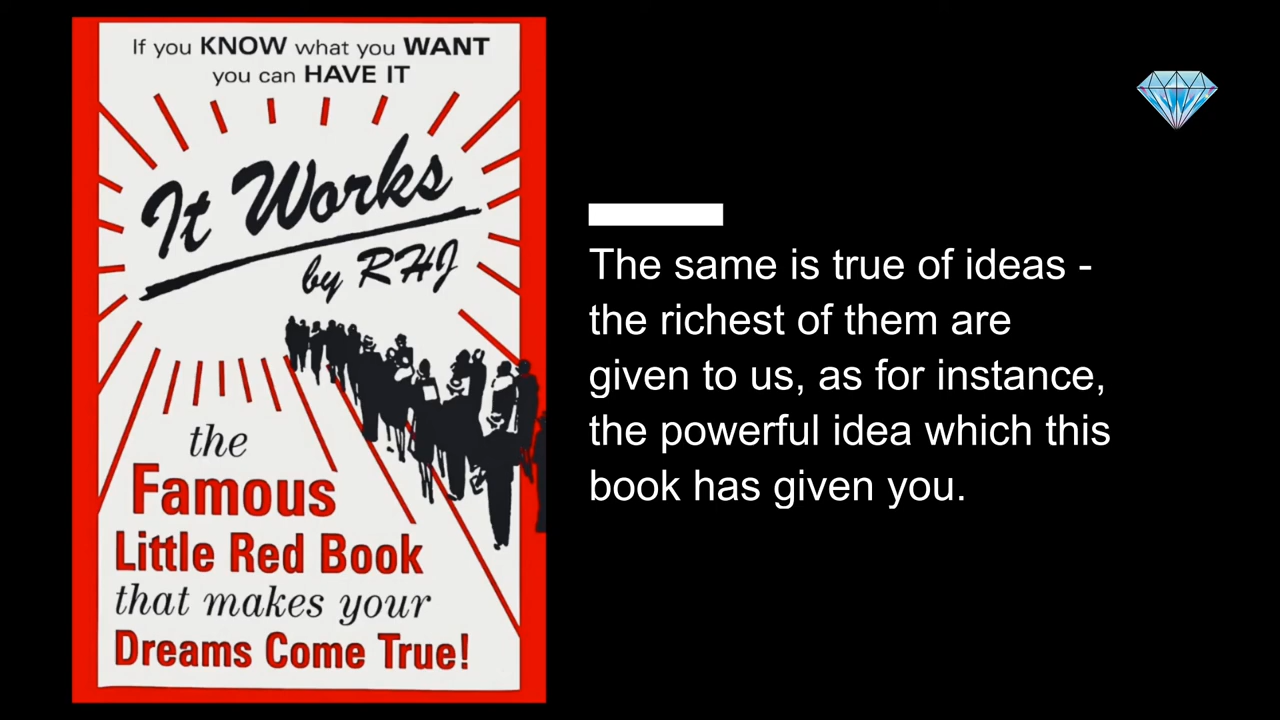 If you KNOW what you WANT
you can HAVE IT
It Works
by RHJ
the
Famous
Little Red Book
that makes your
Dreams Come True!
The same is true of ideas -
the richest of them are
given to us, as for instance,
the powerful idea which this
book has given you.